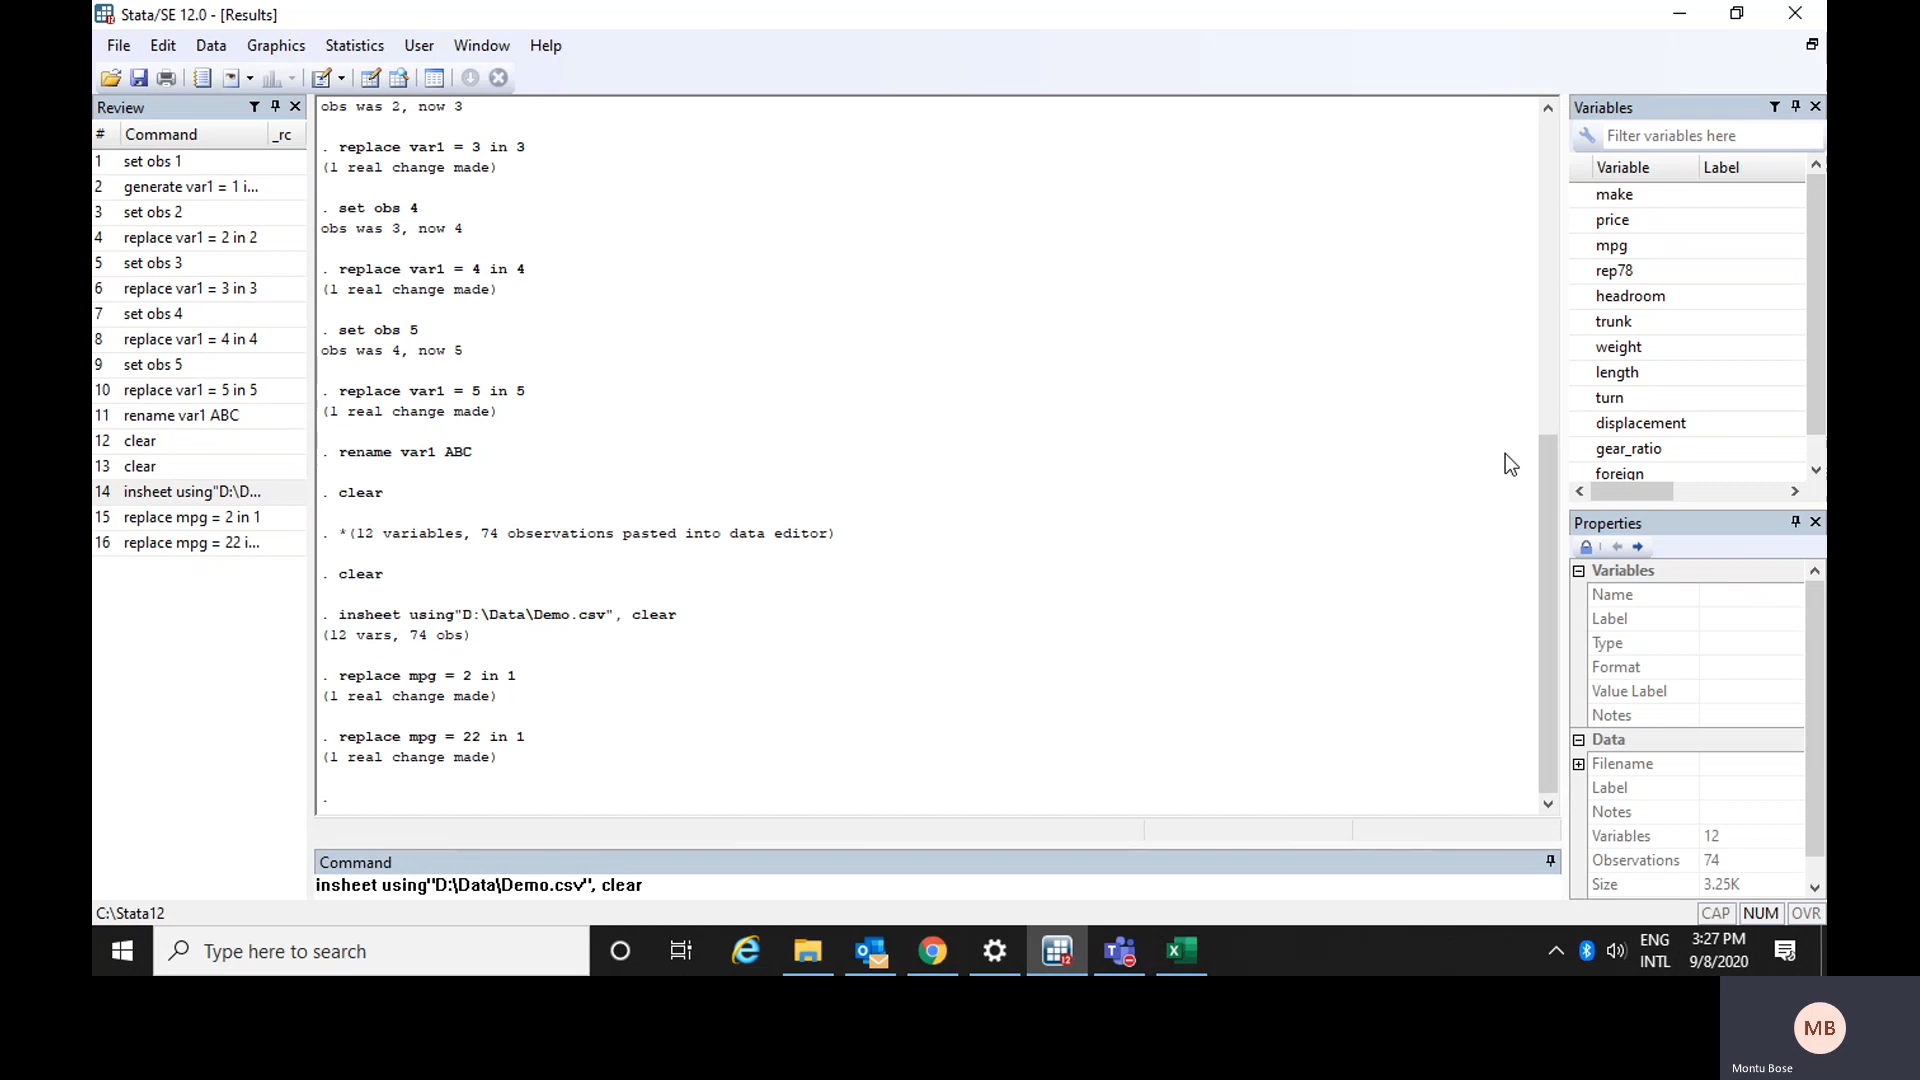 Stata/SE 12.0 - [Results]
File Edit Data Graphics Statistics User Window Help
Review
# Command _rc
1 set obs 1
2 generate var1 = 1 i...
3 set obs 2
4 replace var1 = 2 in 2
5 set obs 3
6 replace var1 = 3 in 3
7 set obs 4
8 replace var1 = 4 in 4
9 set obs 5
10 replace var1 = 5 in 5
11 rename var1 ABC
12 clear
13 clear
14 insheet using"D:\D...
15 replace mpg = 2 in 1
16 replace mpg = 22 i...
obs was 2, now 3
. replace var1 = 3 in 3
(1 real change made)
. set obs 4
obs was 3, now 4
. replace var1 = 4 in 4
(1 real change made)
. set obs 5
obs was 4, now 5
. replace var1 = 5 in 5
(1 real change made)
. rename var1 ABC
. clear
. *(12 variables, 74 observations pasted into data editor)
. clear
. insheet using"D:\Data\Demo.csv", clear
(12 vars, 74 obs)
. replace mpg = 2 in 1
(1 real change made)
. replace mpg = 22 in 1
(1 real change made)
.
Command
insheet using"D:\Data\Demo.csv", clear
Variables
Filter variables here
Variable Label
make
price
mpg
rep78
headroom
trunk
weight
length
turn
displacement
gear_ratio
foreign
Properties
Variables
Name
Label
Type
Format
Value Label
Notes
Data
Filename
Label
Notes
Variables 12
Observations 74
Size 3.25K
C:\Stata12
CAP NUM OVR
Type here to search
ENG
INTL
3:27 PM
9/8/2020
MB
Montu Bose